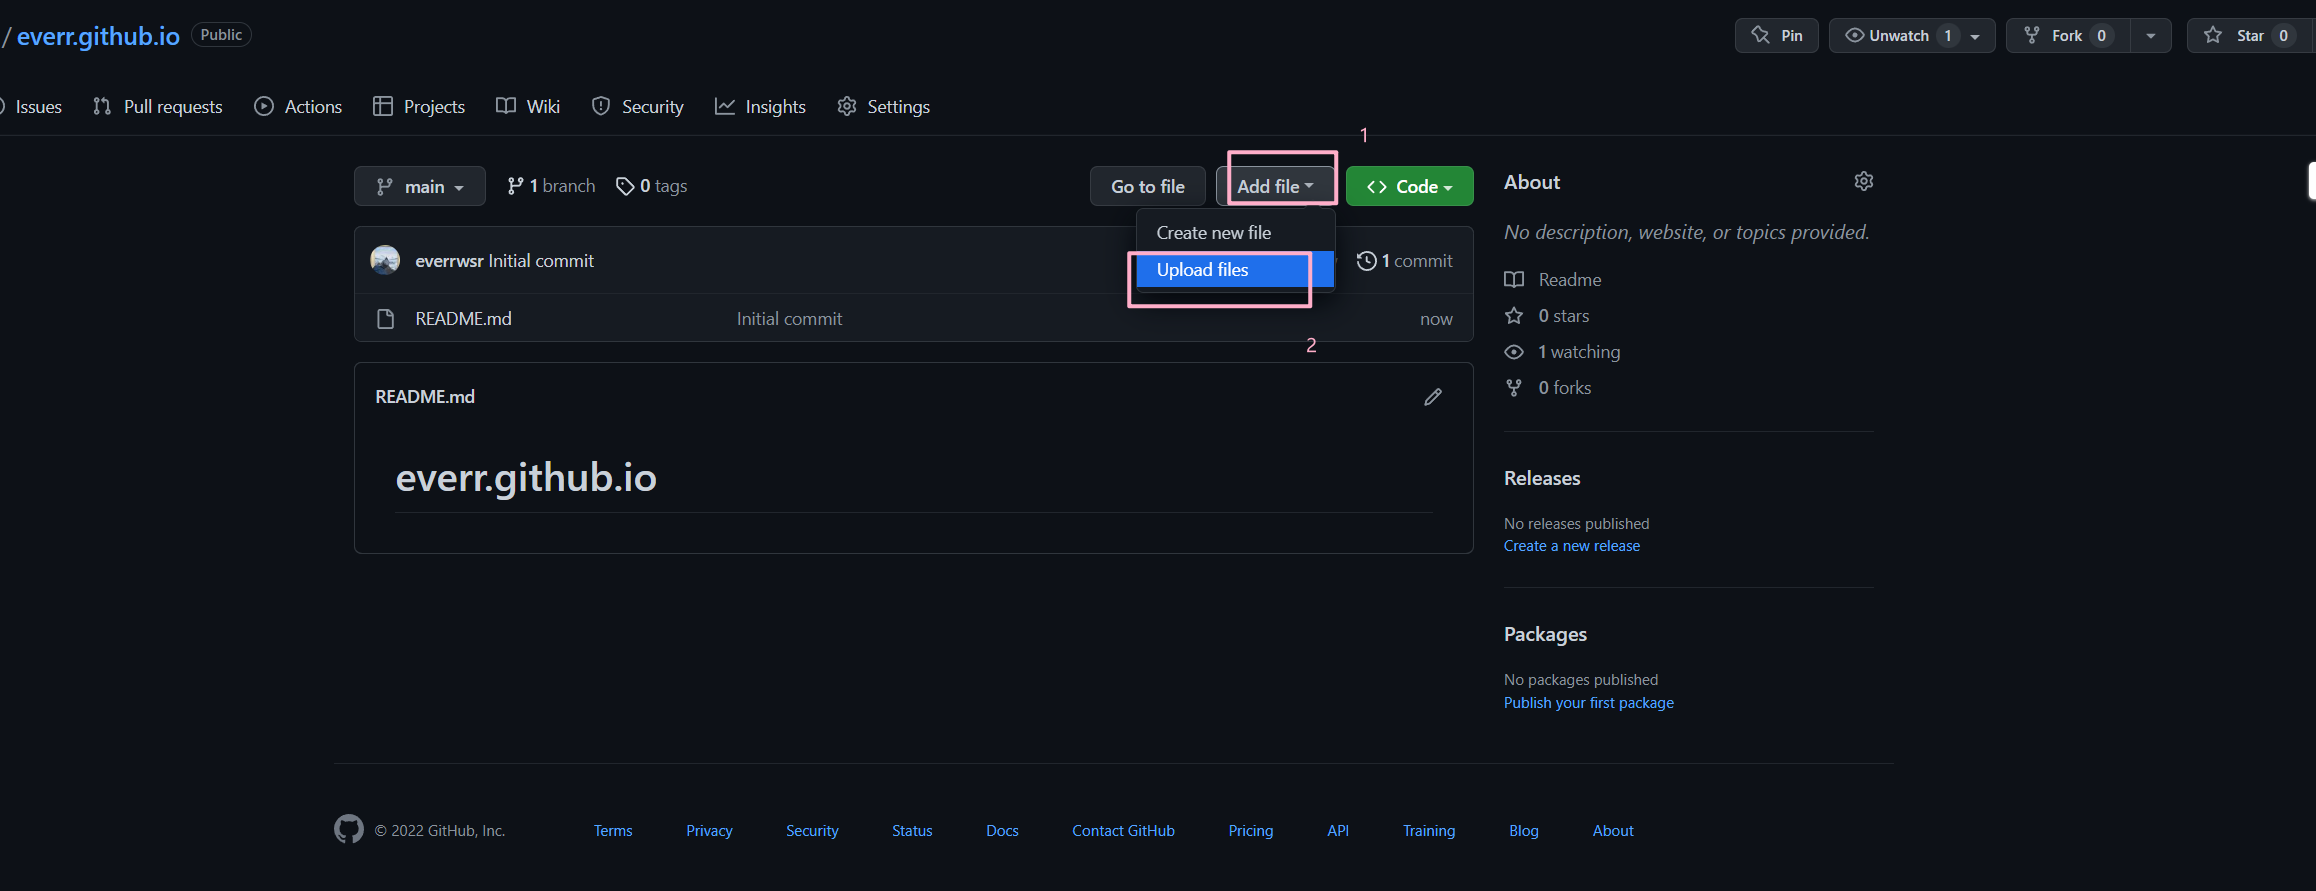 / everr.github.io Public
Pin
Unwatch 1
Fork 0
Star 0
Issues
Pull requests
Actions
Projects
Wiki
Security
Insights
Settings
1
main
1 branch
0 tags
Go to file
Add file
<> Code
Create new file
Upload files
2
everrwsr Initial commit
1 commit
README.md
Initial commit
now
README.md
everr.github.io
About
No description, website, or topics provided.
Readme
0 stars
1 watching
0 forks
Releases
No releases published
Create a new release
Packages
No packages published
Publish your first package
© 2022 GitHub, Inc.
Terms
Privacy
Security
Status
Docs
Contact GitHub
Pricing
API
Training
Blog
About